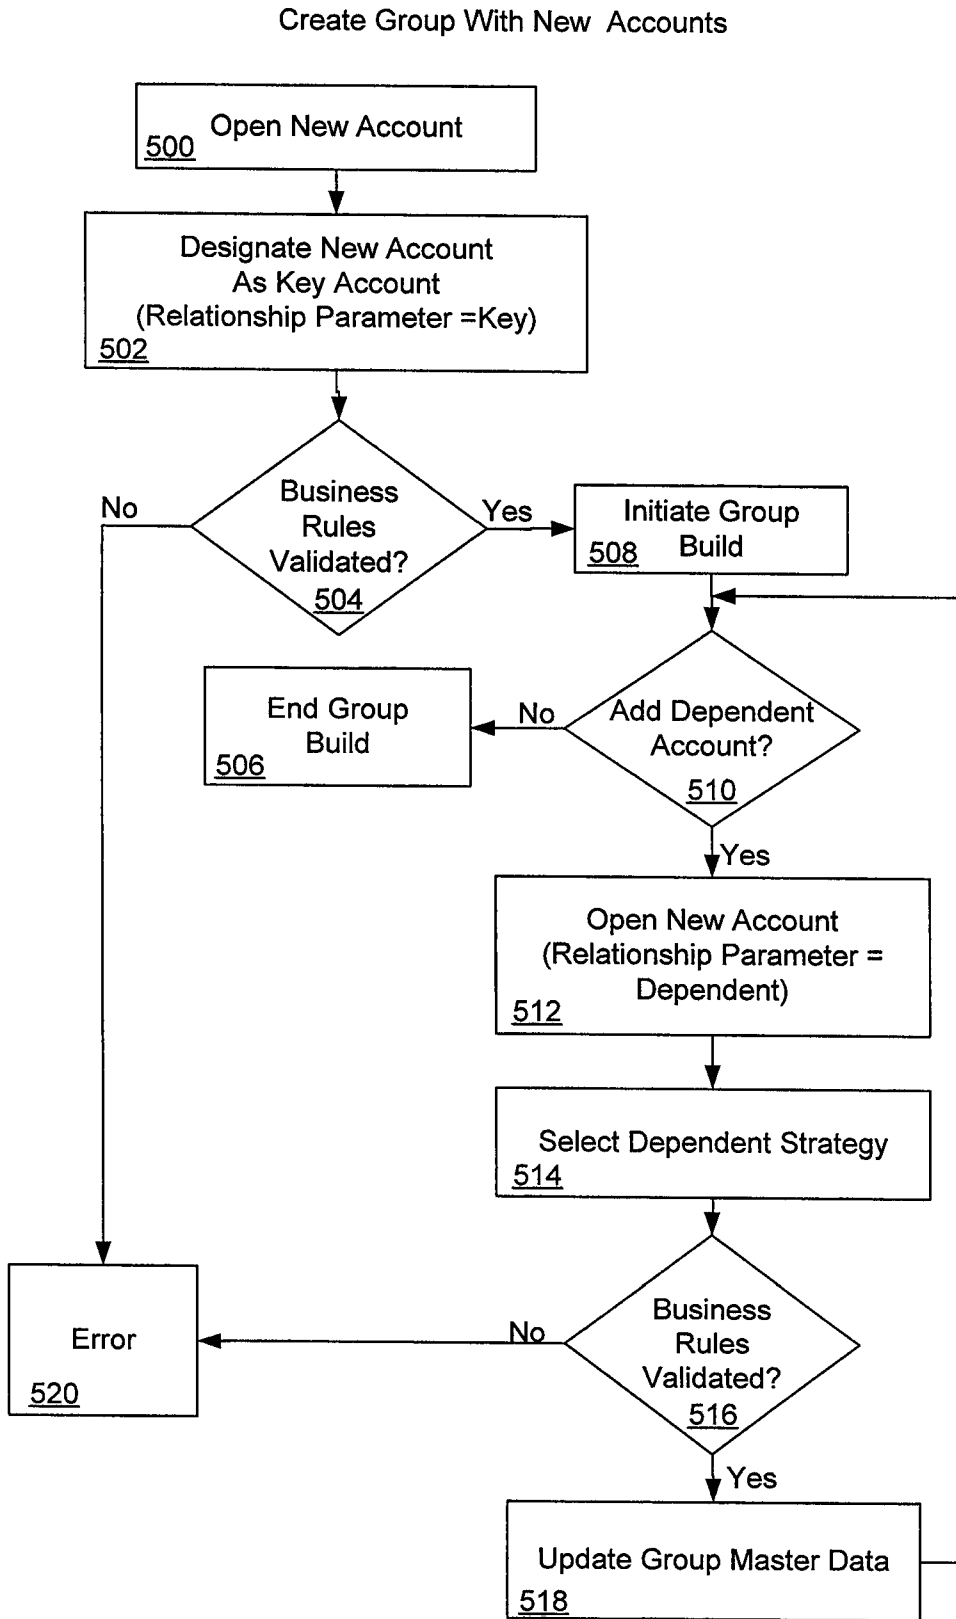 Create Group With New Accounts
Open New Account
500
Designate New Account
As Key Account
(Relationship Parameter =Key)
502
Business
Rules
Validated?
504
No
Yes
Initiate Group
Build
508
Add Dependent
Account?
510
No
End Group
Build
506
Yes
Open New Account
(Relationship Parameter =
Dependent)
512
Select Dependent Strategy
514
Business
Rules
Validated?
516
No
Error
520
Yes
Update Group Master Data
518